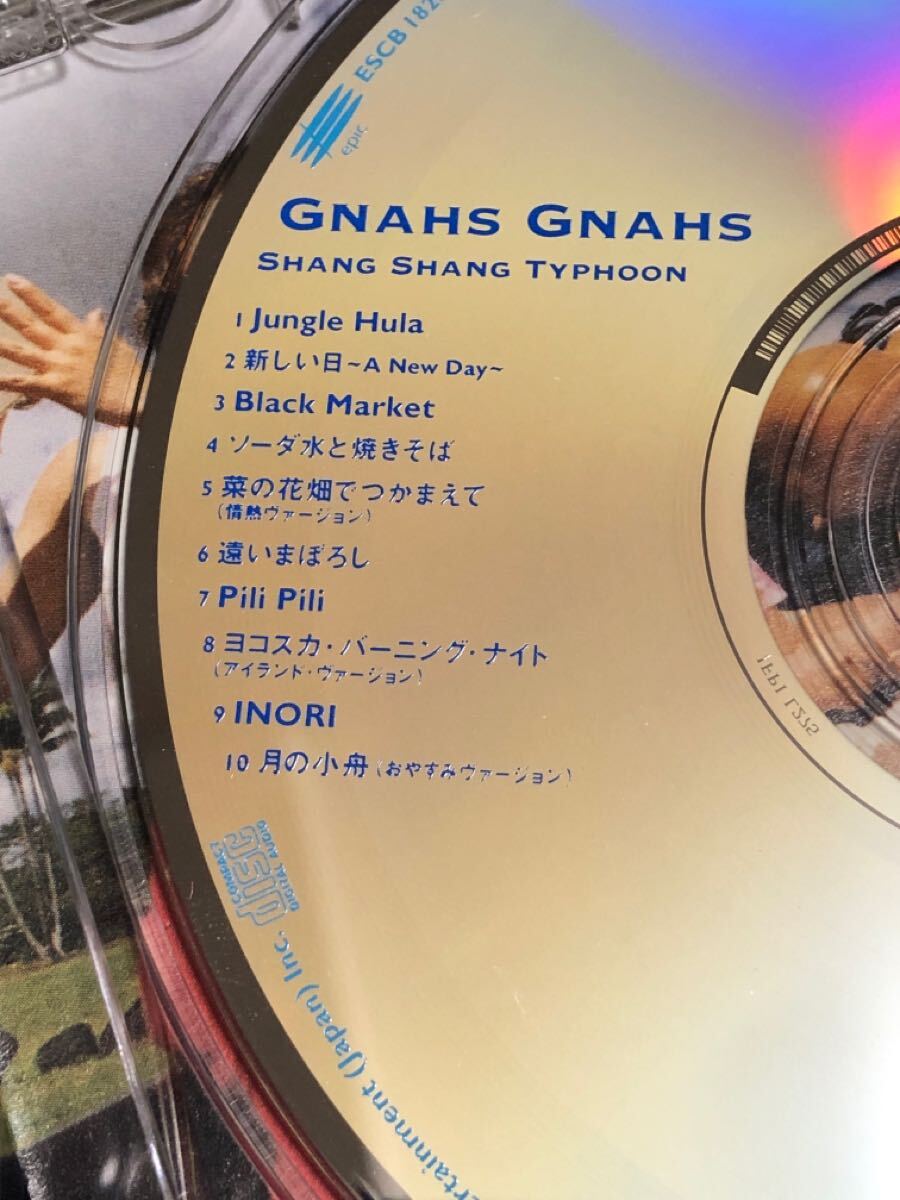 ESCB 182
epic
GNAHS GNAHS
SHANG SHANG TYPHOON
1 Jungle Hula
2 新しい日~A New Day~
3 Black Market
4 ソーダ水と焼きそば
5 菜の花畑でつかまえて
(情熱ヴァージョン)
6 遠いまぼろし
7 Pili Pili
8 ヨコスカ・バーニング・ナイト
(アイランド・ヴァージョン)
9 INORI
10 月の小舟(おやすみヴァージョン)
COMPACT
disc
DIGITAL AUDIO
ertainment (Japan) Inc.